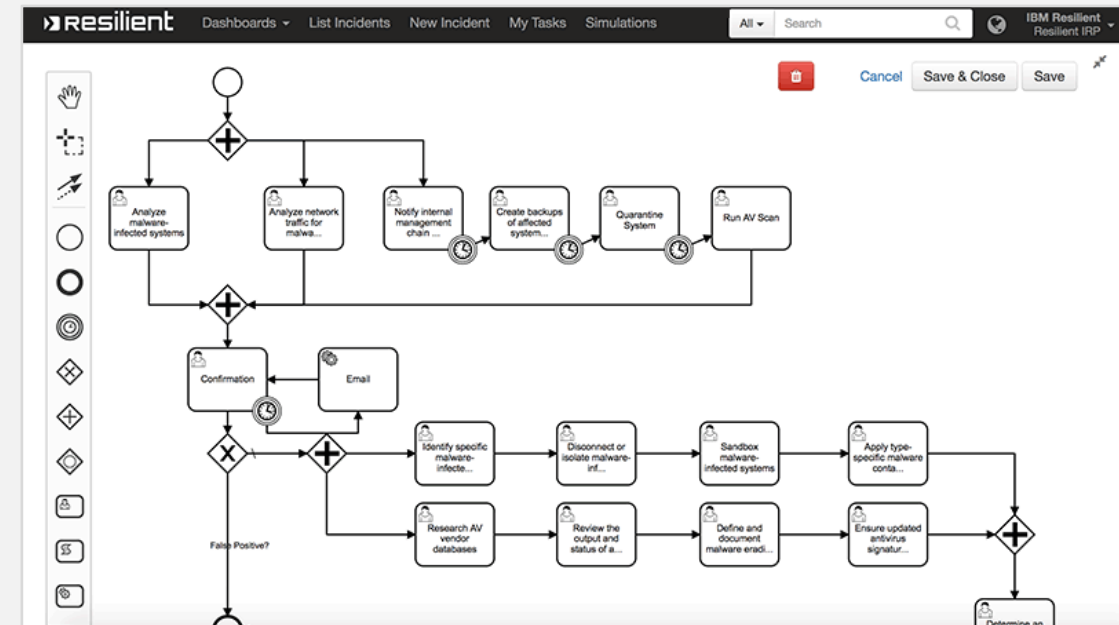 Resilient
Dashboards
List Incidents
New Incident
My Tasks
Simulations
All
Search
IBM Resilient
Resilient IRP
Cancel
Save & Close
Save
Analyze
malware-
infected systems
Analyze network
traffic for
malwa...
Notify internal
management
chain ...
Create backups
of affected
system...
Quarantine
System
Run AV Scan
Confirmation
Email
Identify specific
malware-
infecte...
Disconnect or
isolate malware-
inf...
Sandbox
malware-
infected systems
Apply type-
specific malware
conta...
Research AV
vendor
databases
Review the
output and
status of a...
Define and
document
malware eradi...
Ensure updated
antivirus
signatur...
False Positive?
Determine an